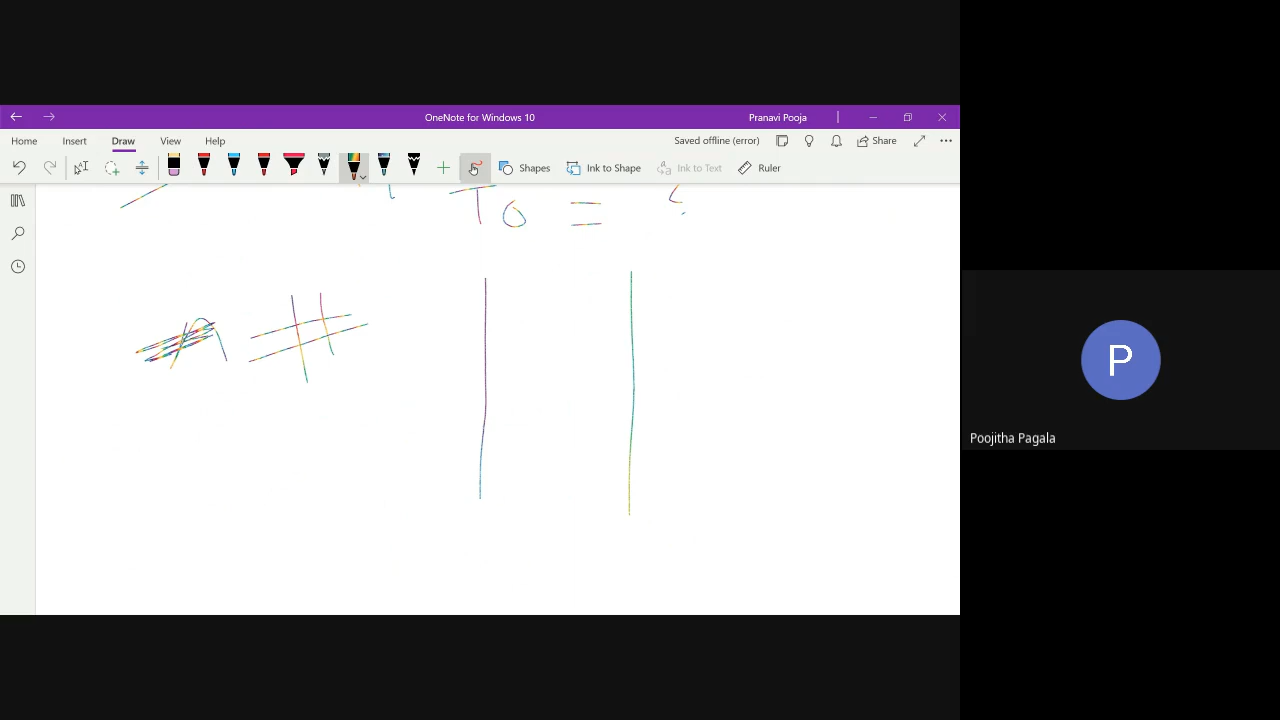 OneNote for Windows 10 Pranavi Pooja
Home Insert Draw View Help Saved offline (error) Share
Shapes Ink to Shape Ink to Text Ruler
T0 =
#
P
Poojitha Pagala